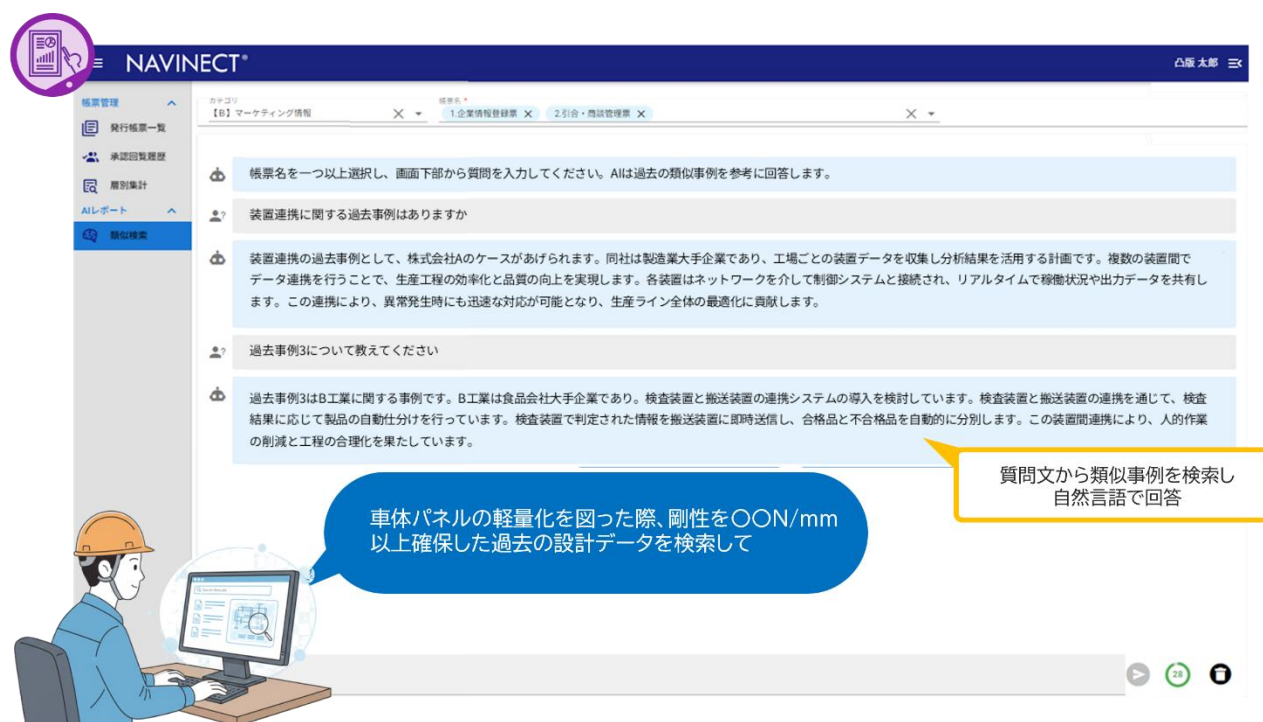 NAVINECT®
凸版 太郎
帳票管理
発行帳票一覧
承認回覧履歴
層別集計
AIレポート
類似検索
カテゴリ
【B】マーケティング情報
帳票名 *
1.企業情報登録票
2.引合・商談管理票
帳票名を一つ以上選択し、画面下部から質問を入力してください。AIは過去の類似事例を参考に回答します。
装置連携に関する過去事例はありますか
装置連携の過去事例として、株式会社Aのケースがあげられます。同社は製造業大手企業であり、工場ごとの装置データを収集し分析結果を活用する計画です。複数の装置間で
データ連携を行うことで、生産工程の効率化と品質の向上を実現します。各装置はネットワークを介して制御システムと接続され、リアルタイムで稼働状況や出力データを共有し
ます。この連携により、異常発生時にも迅速な対応が可能となり、生産ライン全体の最適化に貢献します。
過去事例3について教えてください
過去事例3はB工業に関する事例です。B工業は食品会社大手企業であり。検査装置と搬送装置の連携システムの導入を検討しています。検査装置と搬送装置の連携を通じて、検査
結果に応じて製品の自動仕分けを行っています。検査装置で判定された情報を搬送装置に即時送信し、合格品と不合格品を自動的に分別します。この装置間連携により、人的作業
の削減と工程の合理化を果たしています。
質問文から類似事例を検索し
自然言語で回答
車体パネルの軽量化を図った際、剛性を〇〇N/mm
以上確保した過去の設計データを検索して
28